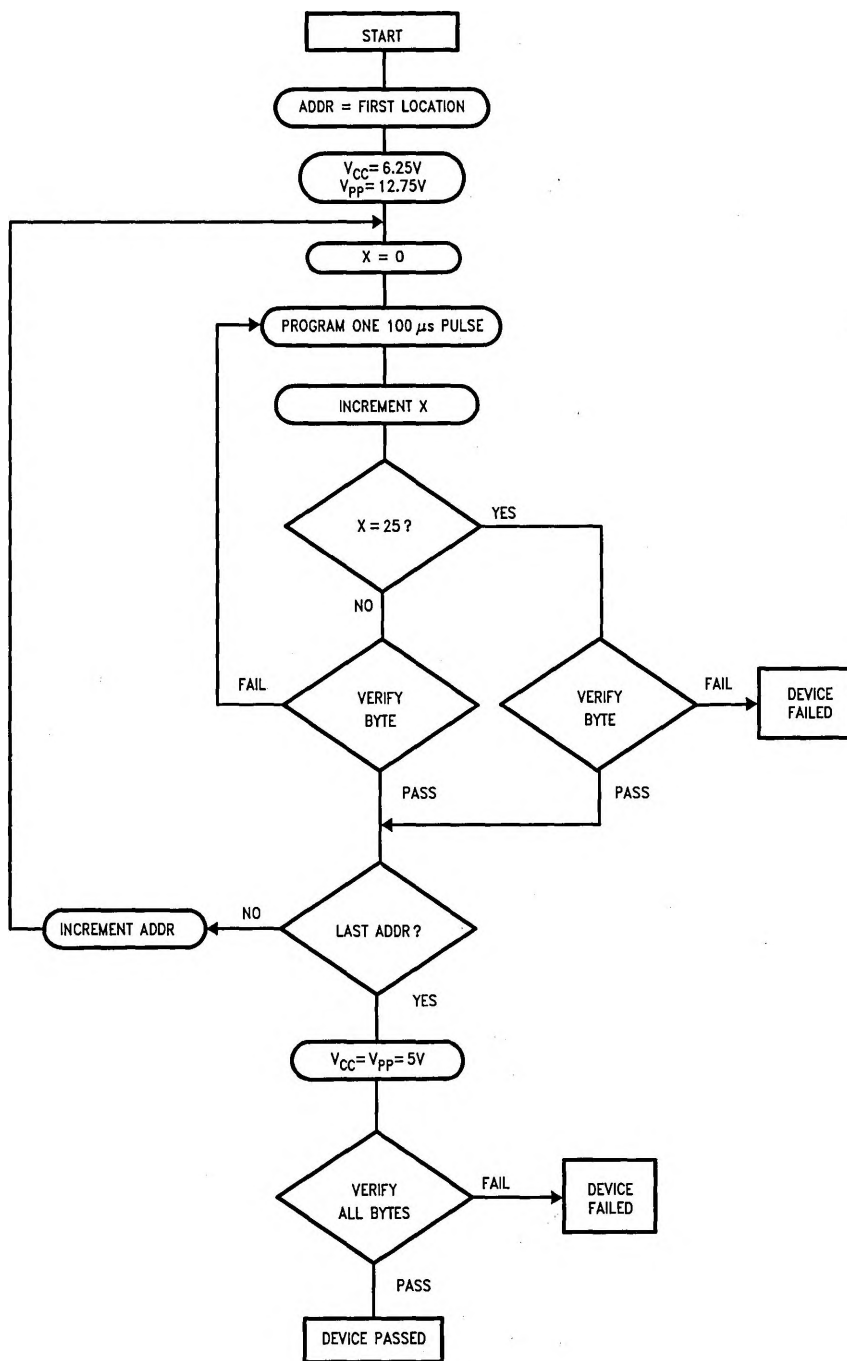 START
ADDR = FIRST LOCATION
VCC = 6.25V
VPP = 12.75V
X = 0
PROGRAM ONE 100 μs PULSE
INCREMENT X
X = 25 ?
YES
NO
FAIL
VERIFY
BYTE
VERIFY
BYTE
FAIL
DEVICE
FAILED
PASS
PASS
INCREMENT ADDR
NO
LAST ADDR ?
YES
VCC = VPP = 5V
VERIFY
ALL BYTES
FAIL
DEVICE
FAILED
PASS
DEVICE PASSED